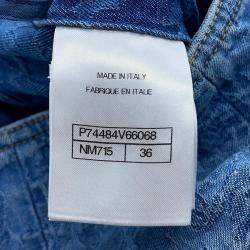 MADE IN ITALY
FABRIQUE EN ITALIE
P74484V66068
NM715 36